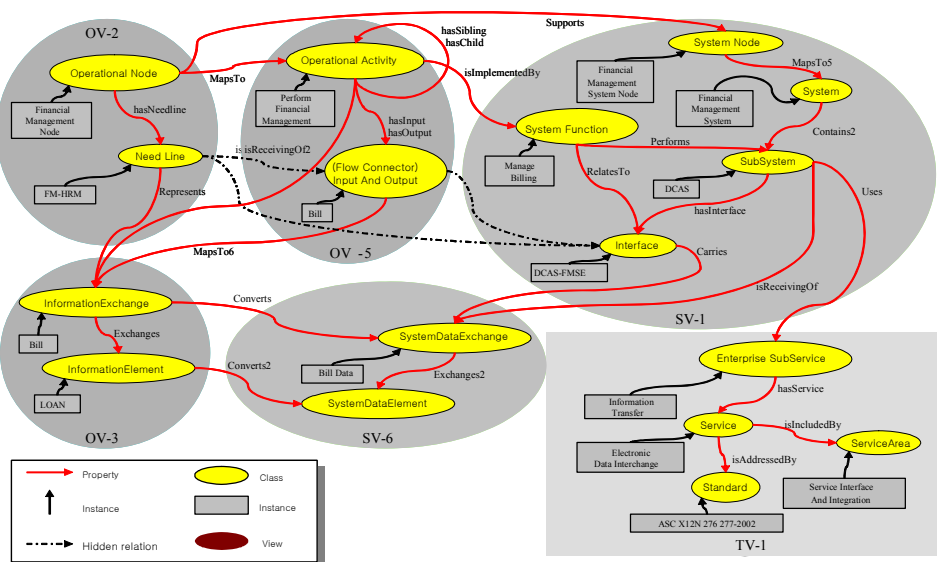 OV-2
Operational Node
Financial
Management
Node
hasNeedline
Need Line
FM-HRM
Represents
MapsTo
Supports
Operational Activity
hasSibling
hasChild
Perform
Financial
Management
isImplementedBy
hasInput
hasOutput
is isReceivingOf2
(Flow Connector)
Input And Output
Bill
OV -5
MapsTo6
System Node
MapsTo5
Financial
Management
System Node
Financial
Management
System
System
Contains2
System Function
Manage
Billing
Performs
SubSystem
RelatesTo
DCAS
Uses
hasInterface
Interface
DCAS-FMSE
Carries
isReceivingOf
SV-1
InformationExchange
Bill
Exchanges
InformationElement
LOAN
OV-3
Converts
Converts2
SystemDataExchange
Bill Data
Exchanges2
SystemDataElement
SV-6
Enterprise SubService
hasService
Information
Transfer
Service
isIncludedBy
ServiceArea
Electronic
Data Interchange
isAddressedBy
Standard
Service Interface
And Integration
ASC X12N 276 277-2002
TV-1
Property
Class
Instance
Instance
Hidden relation
View